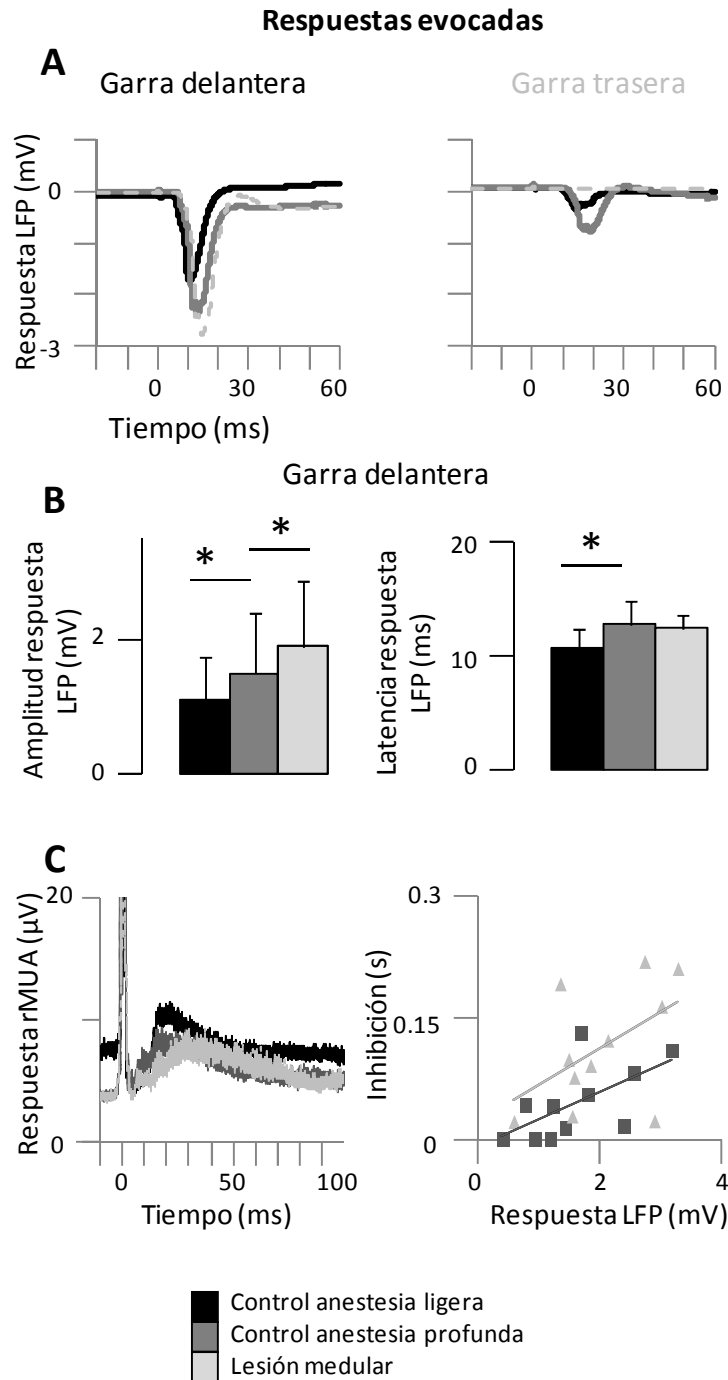 Respuestas evocadas
A
Garra delantera
Garra trasera
Respuesta LFP (mV)
0
-3
0
30
60
Tiempo (ms)
0
30
60
B
Garra delantera
Amplitud respuesta
LFP (mV)
2
0
*
*
Latencia respuesta
LFP (ms)
20
10
0
*
C
Respuesta rMUA (μV)
20
0
0
50
100
Tiempo (ms)
Inhibición (s)
0.3
0.15
0
0
2
4
Respuesta LFP (mV)
Control anestesia ligera
Control anestesia profunda
Lesión medular